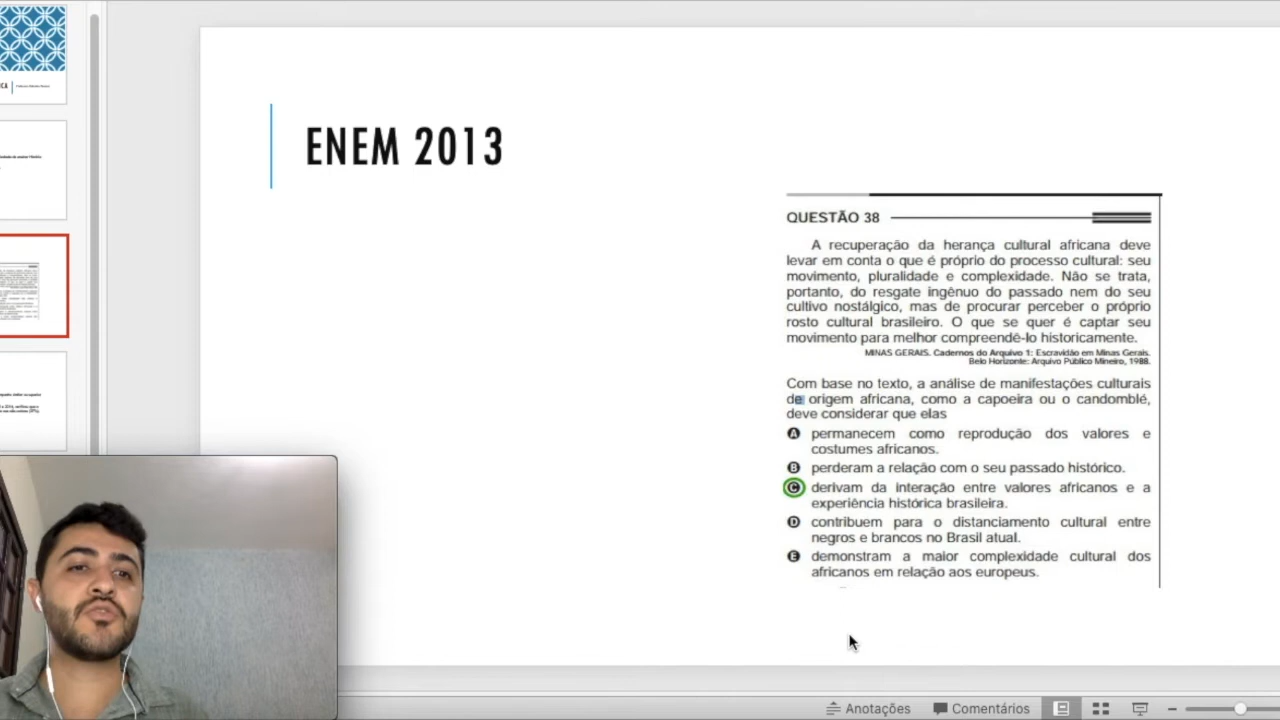 ENEM 2013
QUESTÃO 38
A recuperação da herança cultural africana deve
levar em conta o que é próprio do processo cultural: seu
movimento, pluralidade e complexidade. Não se trata,
portanto, do resgate ingênuo do passado nem do seu
cultivo nostálgico, mas de procurar perceber o próprio
rosto cultural brasileiro. O que se quer é captar seu
movimento para melhor compreendê-lo historicamente.
MINAS GERAIS. Cadernos do Arquivo 1: Escravidão em Minas Gerais.
Belo Horizonte: Arquivo Público Mineiro, 1988.
Com base no texto, a análise de manifestações culturais
de origem africana, como a capoeira ou o candomblé,
deve considerar que elas
A permanecem como reprodução dos valores e
costumes africanos.
B perderam a relação com o seu passado histórico.
C derivam da interação entre valores africanos e a
experiência histórica brasileira.
D contribuem para o distanciamento cultural entre
negros e brancos no Brasil atual.
E demonstram a maior complexidade cultural dos
africanos em relação aos europeus.
Anotações
Comentários